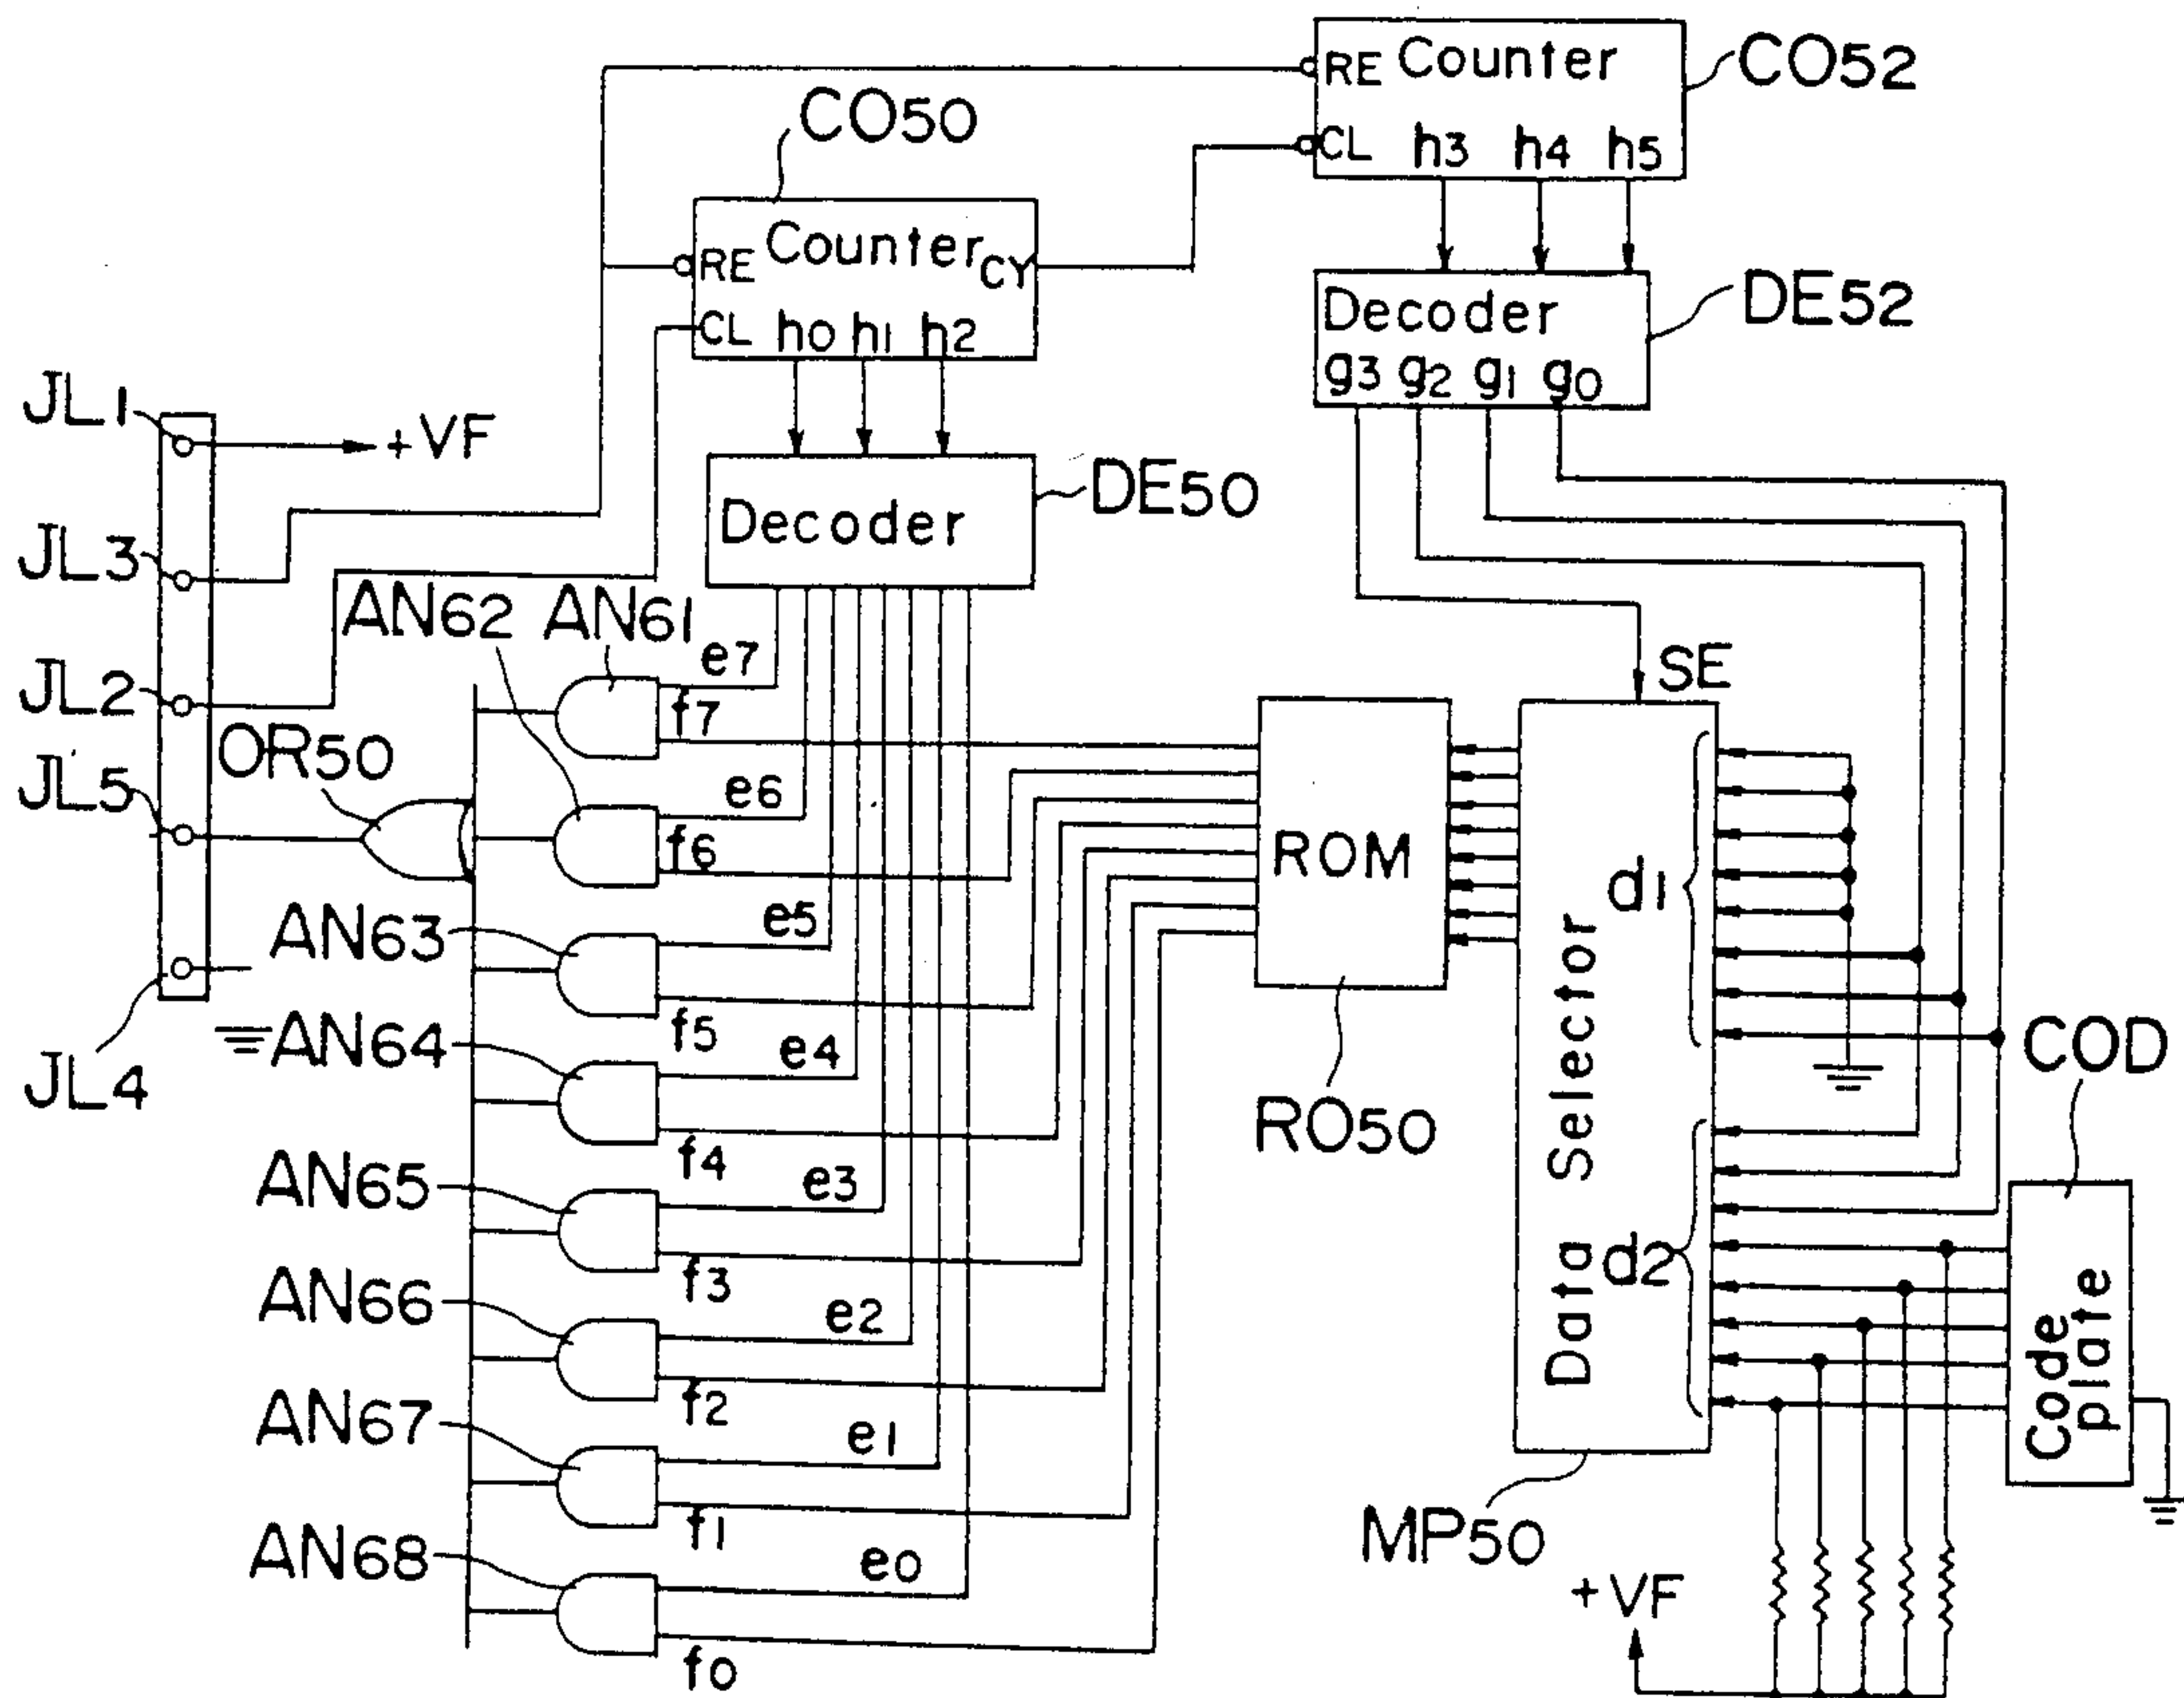 RE Counter
CL h3 h4 h5
CO52
CO50
RE Counter CY
CL h0 h1 h2
Decoder
g3 g2 g1 g0
DE52
JL1
+VF
Decoder
DE50
JL3
AN62 AN61
e7
f7
SE
JL2
OR50
JL5
e6
f6
ROM
d1
AN63
e5
f5
AN64
e4
f4
JL4
RO50
Data Selector
COD
AN65
e3
f3
d2
Code plate
AN66
e2
f2
AN67
e1
f1
MP50
AN68
e0
f0
+VF